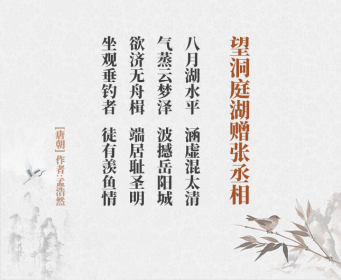 望洞庭湖赠张丞相
八月湖水平 涵虚混太清
气蒸云梦泽 波撼岳阳城
欲济无舟楫 端居耻圣明
坐观垂钓者 徒有羡鱼情
[唐朝] 作者:孟浩然